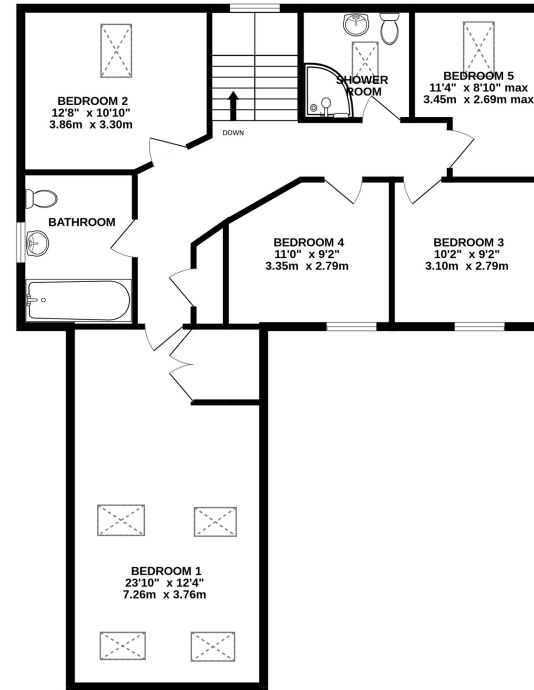 BEDROOM 2
12'8" x 10'10"
3.86m x 3.30m
DOWN
SHOWER
ROOM
BEDROOM 5
11'4" x 8'10" max
3.45m x 2.69m max
BATHROOM
BEDROOM 4
11'0" x 9'2"
3.35m x 2.79m
BEDROOM 3
10'2" x 9'2"
3.10m x 2.79m
BEDROOM 1
23'10" x 12'4"
7.26m x 3.76m